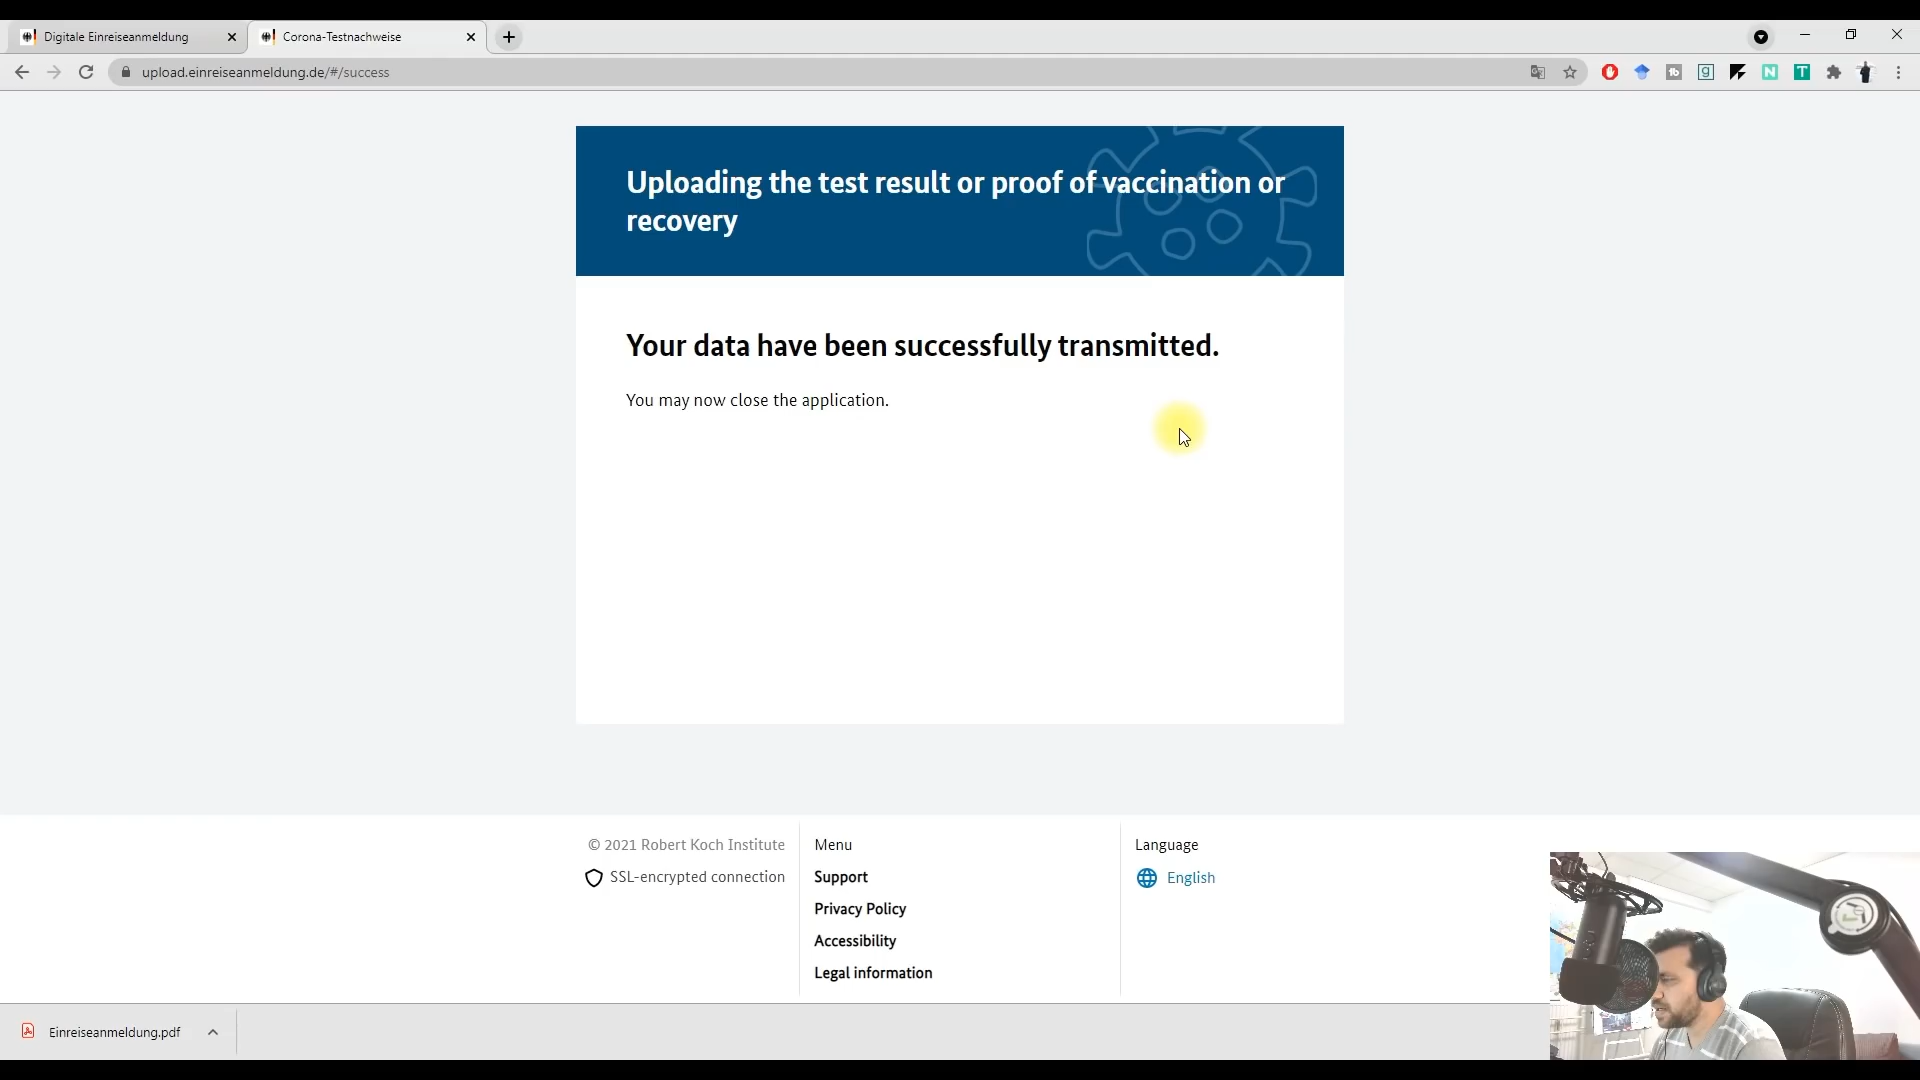 Digitale Einreiseanmeldung
Corona-Testnachweise
upload.einreiseanmeldung.de/#/success
Uploading the test result or proof of vaccination or
recovery
Your data have been successfully transmitted.
You may now close the application.
© 2021 Robert Koch Institute
SSL-encrypted connection
Menu
Support
Privacy Policy
Accessibility
Legal information
Language
English
Einreiseanmeldung.pdf